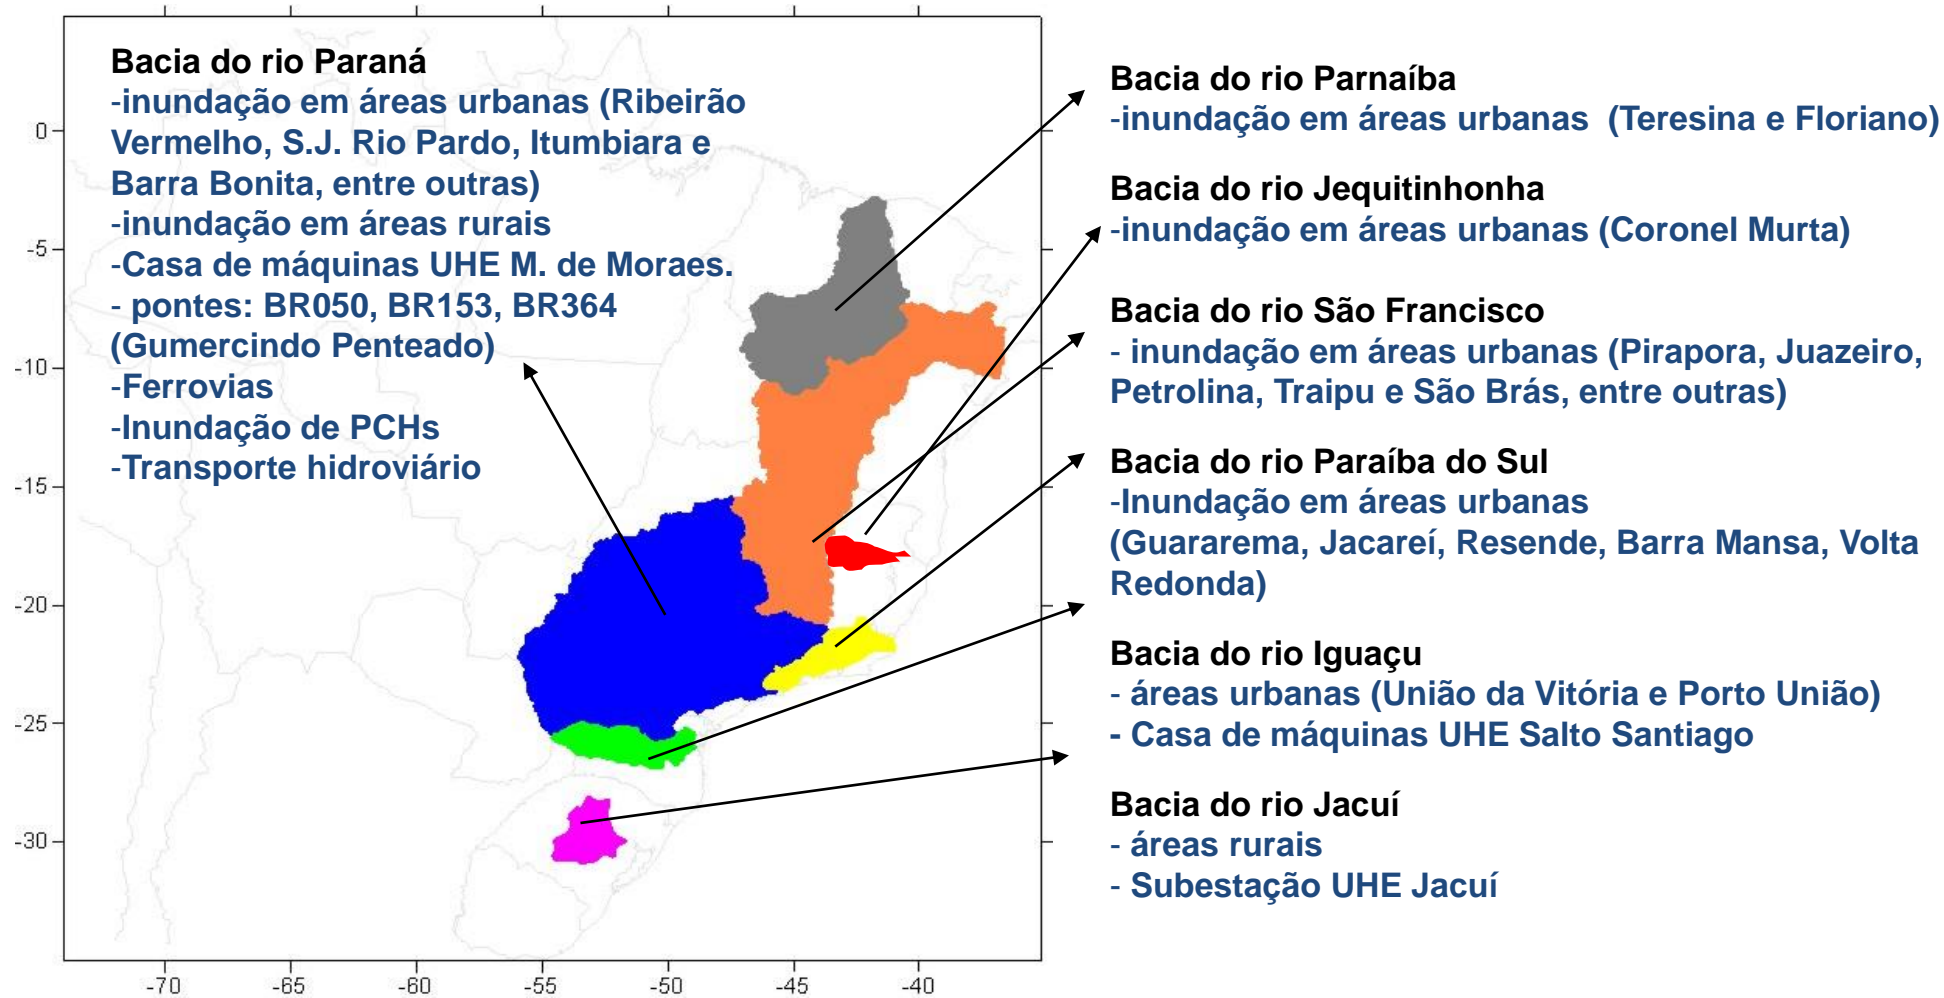 Bacia do rio Paraná
-inundação em áreas urbanas (Ribeirão
Vermelho, S.J. Rio Pardo, Itumbiara e
Barra Bonita, entre outras)
-inundação em áreas rurais
-Casa de máquinas UHE M. de Moraes.
- pontes: BR050, BR153, BR364
(Gumercindo Penteado)
-Ferrovias
-Inundação de PCHs
-Transporte hidroviário
Bacia do rio Parnaíba
-inundação em áreas urbanas (Teresina e Floriano)
Bacia do rio Jequitinhonha
-inundação em áreas urbanas (Coronel Murta)
Bacia do rio São Francisco
- inundação em áreas urbanas (Pirapora, Juazeiro,
Petrolina, Traipu e São Brás, entre outras)
Bacia do rio Paraíba do Sul
-Inundação em áreas urbanas
(Guararema, Jacareí, Resende, Barra Mansa, Volta
Redonda)
Bacia do rio Iguaçu
- áreas urbanas (União da Vitória e Porto União)
- Casa de máquinas UHE Salto Santiago
Bacia do rio Jacuí
- áreas rurais
- Subestação UHE Jacuí
0
-5
-10
-15
-20
-25
-30
-70 -65 -60 -55 -50 -45 -40